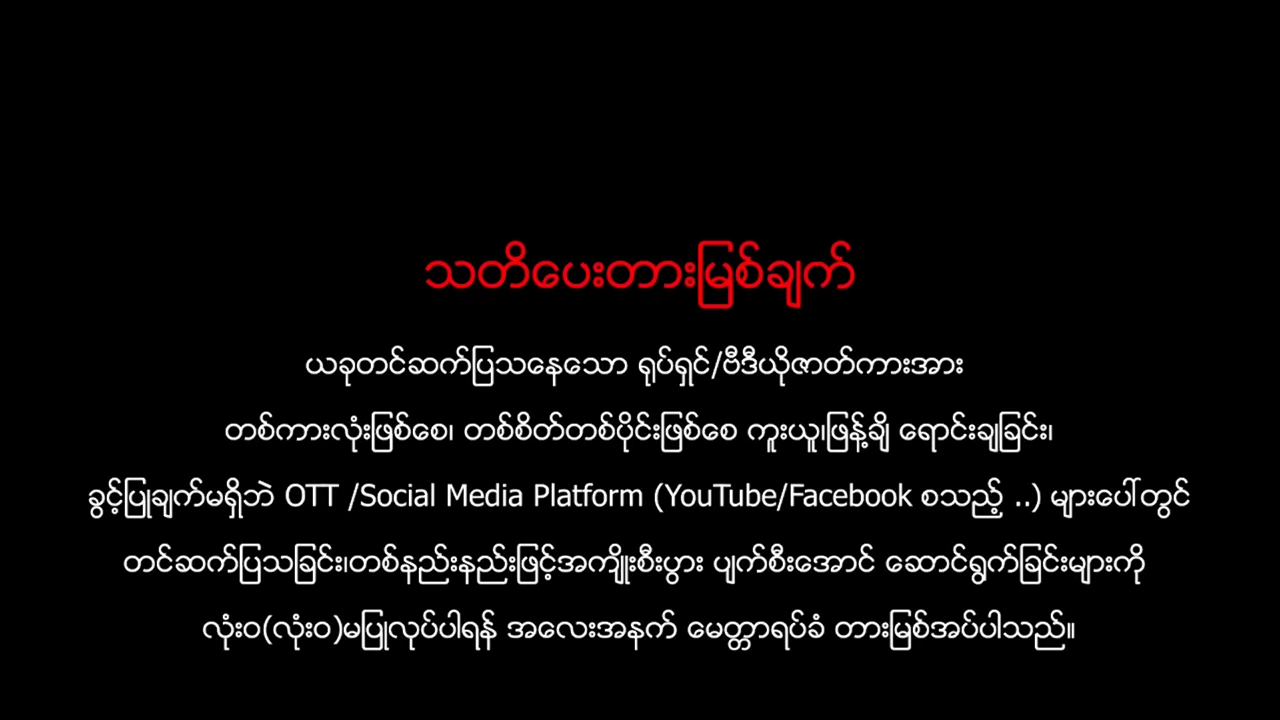 သတိပေးတားမြစ်ချက်
ယခုတင်ဆက်ပြသနေသော ရုပ်ရှင်/ဗီဒီယိုဇာတ်ကားအား
တစ်ကားလုံးဖြစ်စေ၊ တစ်စိတ်တစ်ပိုင်းဖြစ်စေ ကူးယူ၊ဖြန့်ချိ ရောင်းချခြင်း၊
ခွင့်ပြုချက်မရှိဘဲ OTT /Social Media Platform (YouTube/Facebook စသည့် ..) များပေါ်တွင်
တင်ဆက်ပြသခြင်း၊တစ်နည်းနည်းဖြင့်အကျိုးစီးပွား ပျက်စီးအောင် ဆောင်ရွက်ခြင်းများကို
လုံးဝ(လုံးဝ)မပြုလုပ်ပါရန် အလေးအနက် မေတ္တာရပ်ခံ တားမြစ်အပ်ပါသည်။